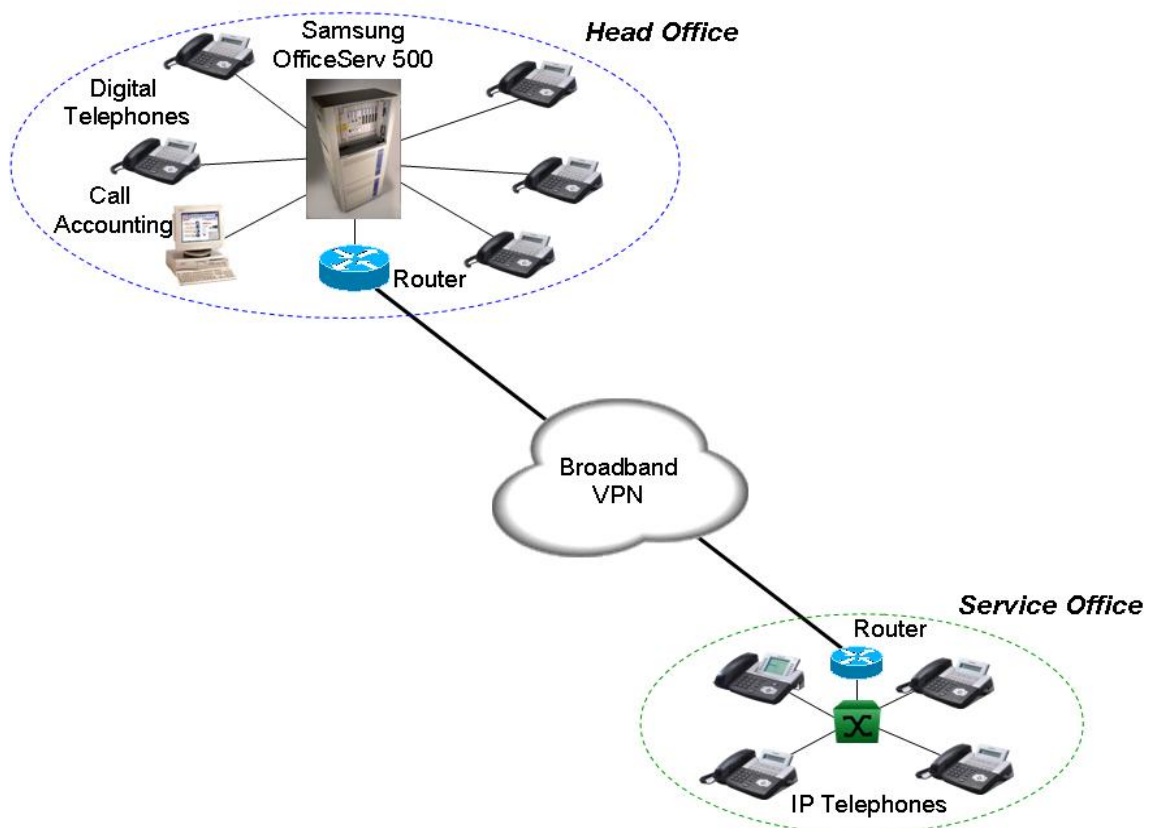 Samsung
OfficeServ 500
Head Office
Digital
Telephones
Call
Accounting
Router
Broadband
VPN
Service Office
Router
IP Telephones